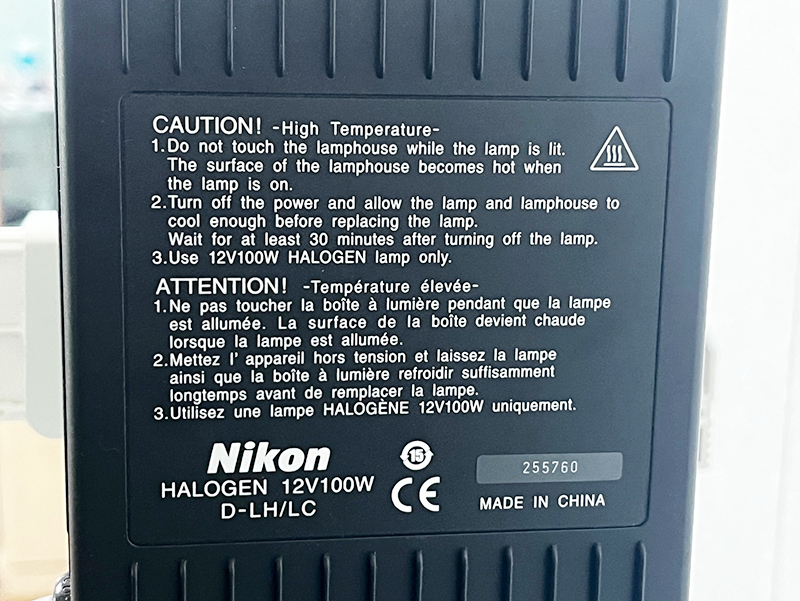 CAUTION! -High Temperature-
1.Do not touch the lamphouse while the lamp is lit.
The surface of the lamphouse becomes hot when
the lamp is on.
2.Turn off the power and allow the lamp and lamphouse to
cool enough before replacing the lamp.
Wait for at least 30 minutes after turning off the lamp.
3.Use 12V100W HALOGEN lamp only.
ATTENTION! -Température élevée-
1.Ne pas toucher la boîte à lumière pendant que la lampe
est allumée. La surface de la boîte devient chaude
lorsque la lampe est allumée.
2.Mettez l' appareil hors tension et laissez la lampe
ainsi que la boîte à lumière refroidir suffisamment
longtemps avant de remplacer la lampe.
3.Utilisez une lampe HALOGÈNE 12V100W uniquement.
Nikon
HALOGEN 12V100W
D-LH/LC
15
CE
255760
MADE IN CHINA